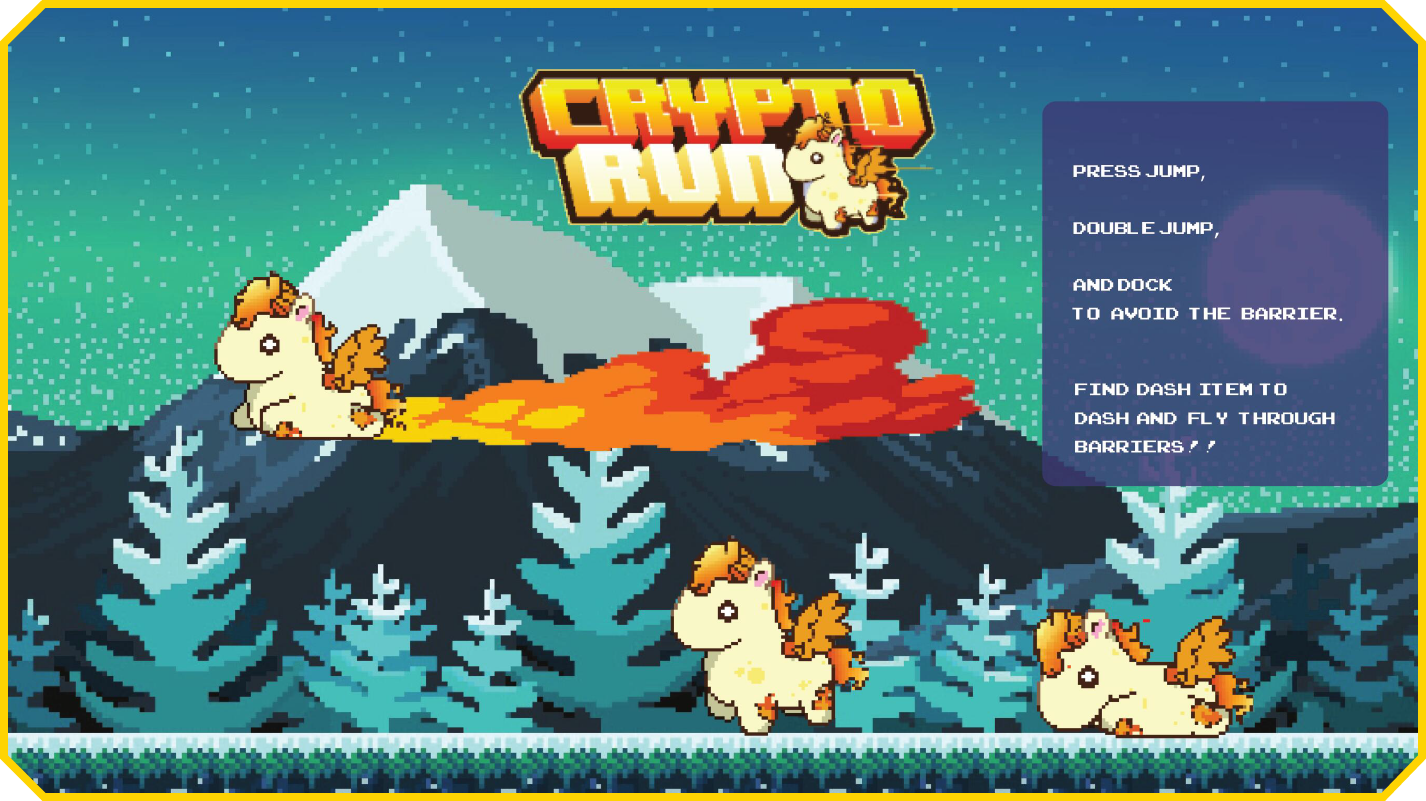 CRYPTO
RUN
PRESS JUMP,
DOUBLE JUMP,
AND DOCK
TO AVOID THE BARRIER.
FIND DASH ITEM TO
DASH AND FLY THROUGH
BARRIERS!!